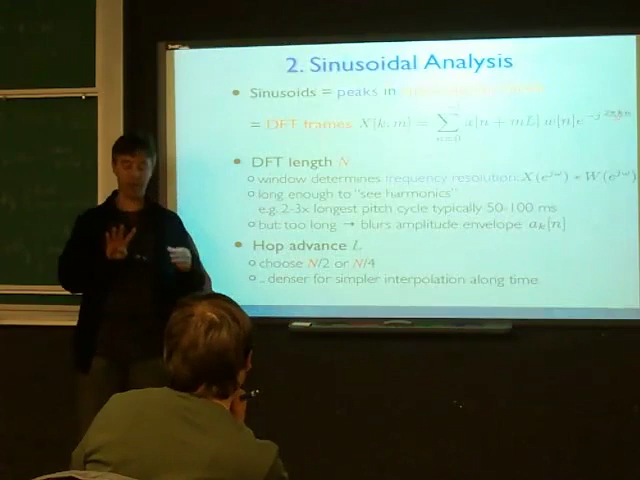 2. Sinusoidal Analysis
• Sinusoids = peaks in
= DFT frames X[k, m] = ∑ n=0 x[n + mL] w[n] e^-j 2πkn
• DFT length N
window determines frequency resolution: X(e^jω) * W(e^jω)
long enough to "see harmonics"
e.g. 2-3x longest pitch cycle typically 50-100 ms
but: too long → blurs amplitude envelope a_k[n]
• Hop advance L
choose N/2 or N/4
.. denser for simpler interpolation along time